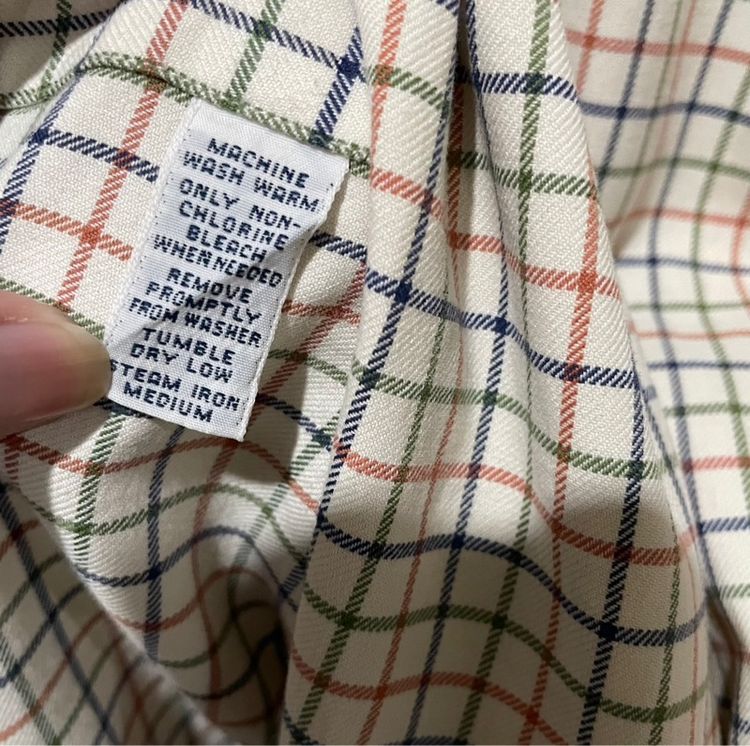 MACHINE
WASH WARM
ONLY NON-
CHLORINE
BLEACH
WHEN NEEDED
REMOVE
PROMPTLY
FROM WASHER
TUMBLE
DRY LOW
STEAM IRON
MEDIUM